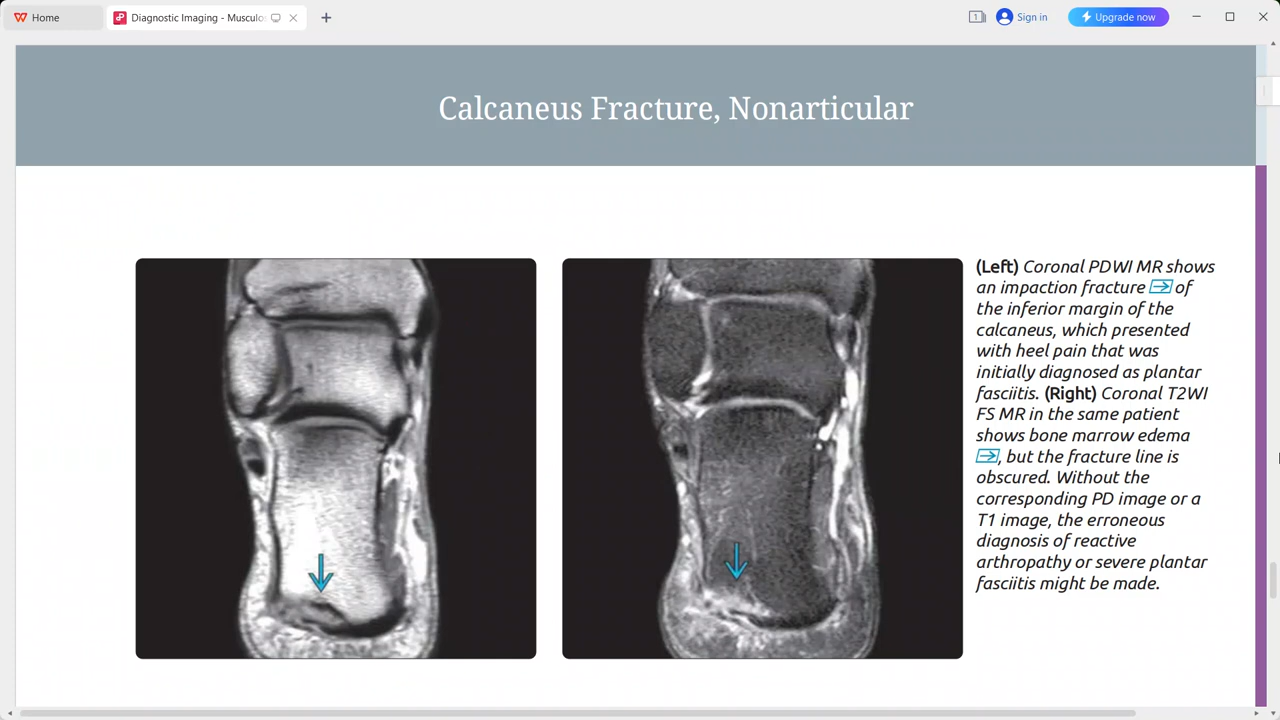 Home
Diagnostic Imaging - Musculos
1
Sign in
Upgrade now
Calcaneus Fracture, Nonarticular
(Left) Coronal PDWI MR shows
an impaction fracture of
the inferior margin of the
calcaneus, which presented
with heel pain that was
initially diagnosed as plantar
fasciitis. (Right) Coronal T2WI
FS MR in the same patient
shows bone marrow edema
, but the fracture line is
obscured. Without the
corresponding PD image or a
T1 image, the erroneous
diagnosis of reactive
arthropathy or severe plantar
fasciitis might be made.